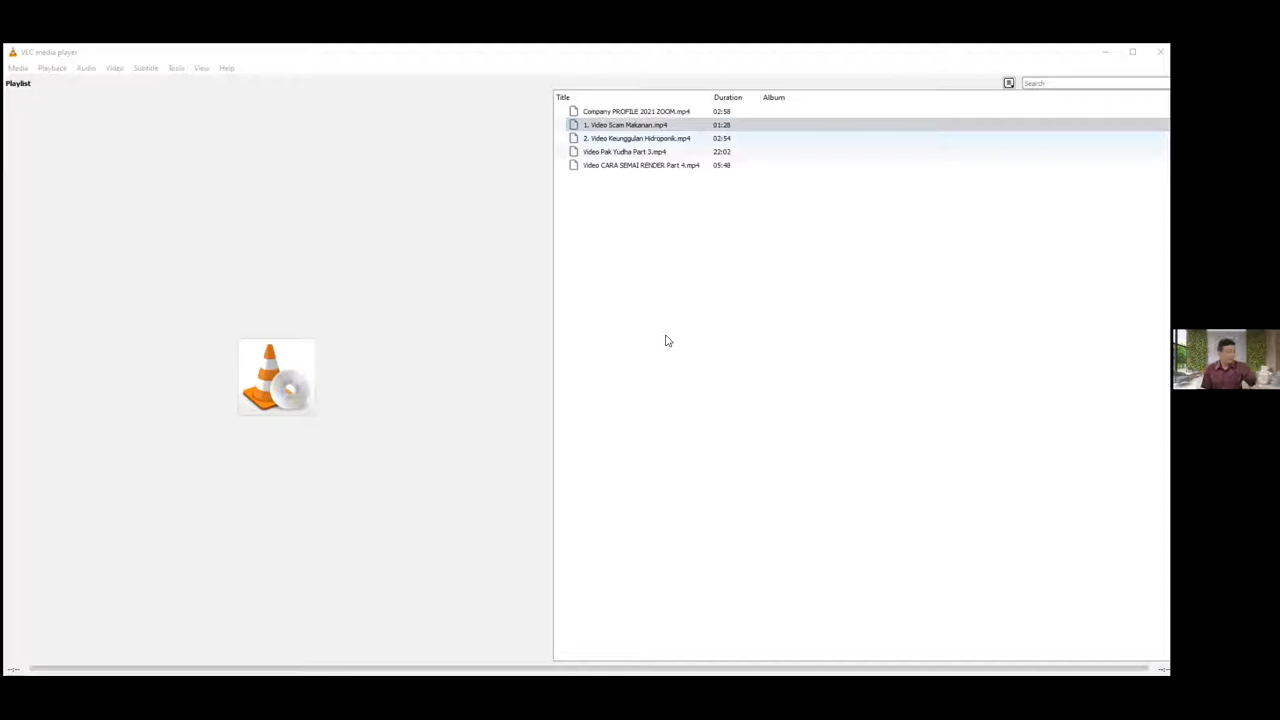 VLC media player
Media Playback Audio Video Subtitle Tools View Help
Playlist
Search
Title Duration Album
Company PROFILE 2021 ZOOM.mp4 02:58
1. Video Scam Makanan.mp4 01:28
2. Video Keunggulan Hidroponik.mp4 02:54
Video Pak Yudha Part 3.mp4 22:02
Video CARA SEMAI RENDER Part 4.mp4 05:48
--:-- --:--